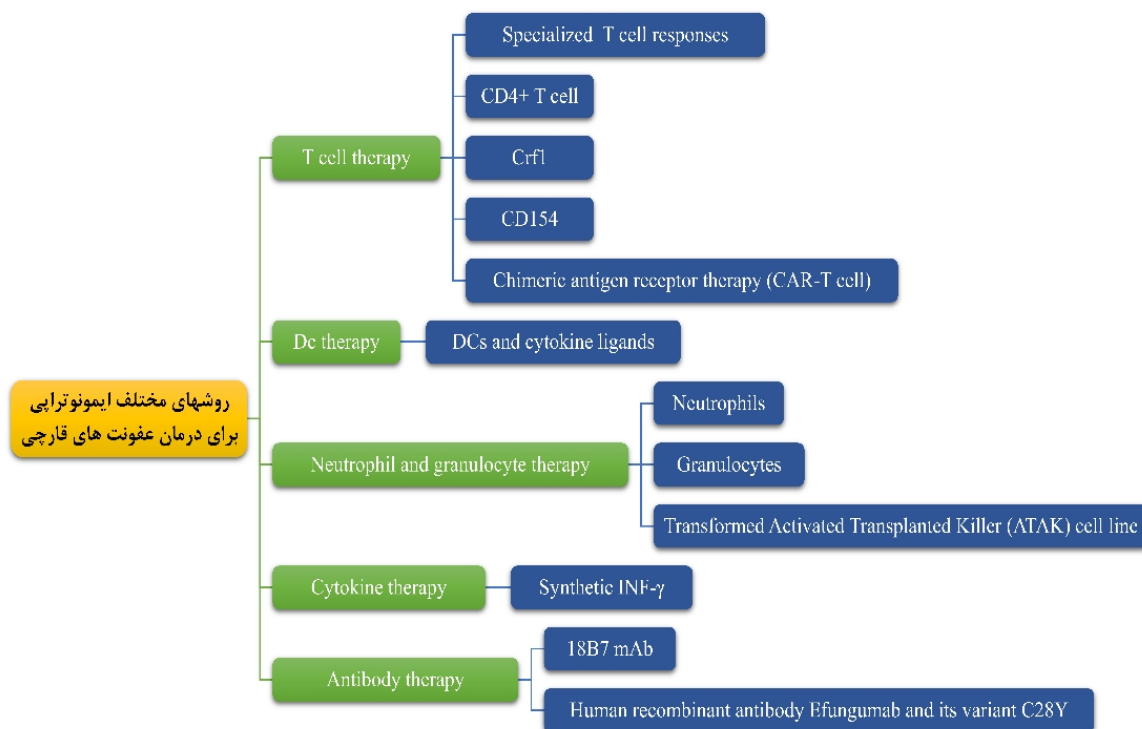 روشهای مختلف ایمونوتراپی
برای درمان عفونت های قارچی
T cell therapy
Specialized T cell responses
CD4+ T cell
Crf1
CD154
Chimeric antigen receptor therapy (CAR-T cell)
Dc therapy
DCs and cytokine ligands
Neutrophil and granulocyte therapy
Neutrophils
Granulocytes
Transformed Activated Transplanted Killer (ATAK) cell line
Cytokine therapy
Synthetic INF-γ
Antibody therapy
18B7 mAb
Human recombinant antibody Efungumab and its variant C28Y